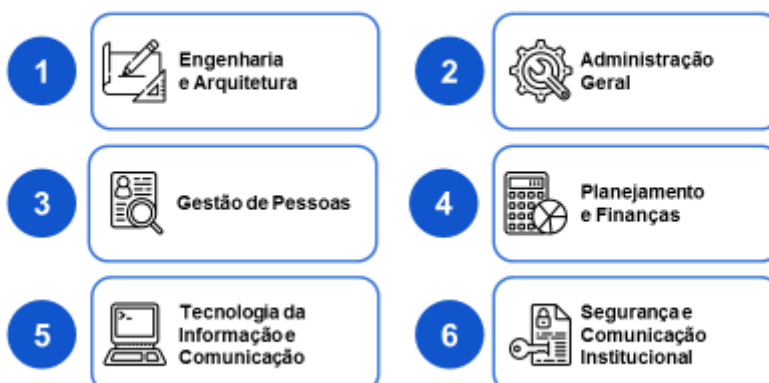 1
Engenharia
e Arquitetura
2
Administração
Geral
3
Gestão de Pessoas
4
Planejamento
e Finanças
5
Tecnologia da
Informação e
Comunicação
6
Segurança e
Comunicação
Institucional